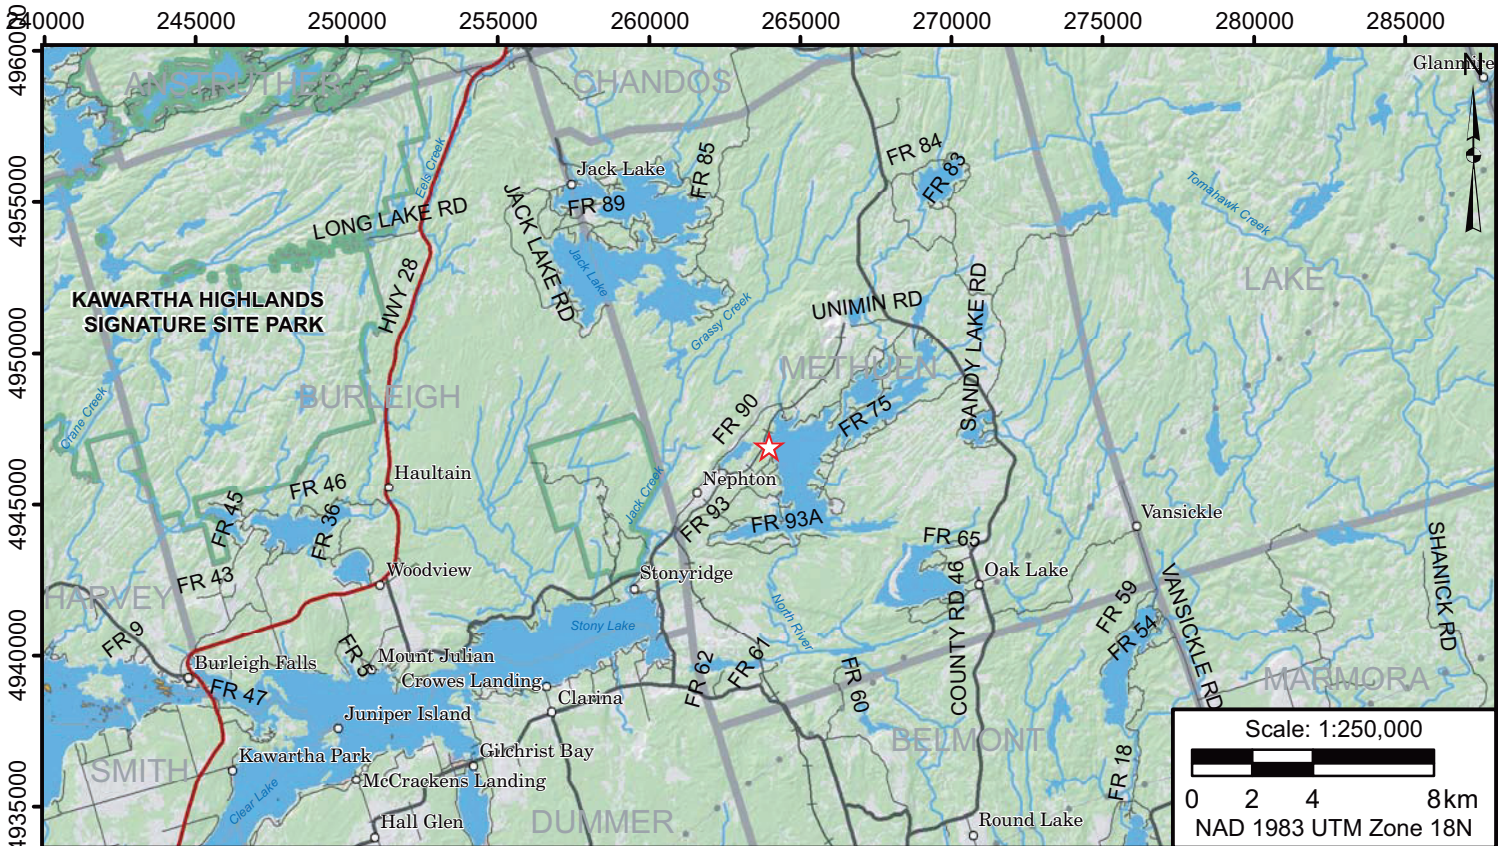 240000 245000 250000 255000 260000 265000 270000 275000 280000 285000
4960000
4955000
4950000
4945000
4940000
4935000
ANSTRUTHER
CHANDOS
Glanmire
N
Eels Creek
Jack Lake
FR 85
FR 84
FR 83
Tomahawk Creek
LONG LAKE RD
FR 89
JACK LAKE RD
Jack Lake
LAKE
KAWARTHA HIGHLANDS
SIGNATURE SITE PARK
HWY 28
Grassy Creek
UNIMIN RD
SANDY LAKE RD
METHUEN
BURLEIGH
Crane Creek
FR 90
FR 75
Haultain
Nephton
Jack Creek
FR 46
FR 45
FR 36
FR 93
FR 93A
Vansickle
FR 65
SHANICK RD
Woodview
Stonyridge
Oak Lake
FR 43
HARVEY
COUNTY RD 46
FR 59
VANSICKLE RD
North River
Stony Lake
FR 54
FR 9
FR 5
Burleigh Falls
Mount Julian
Crowes Landing
FR 62
FR 61
FR 60
MARMORA
FR 47
Clarina
Juniper Island
BELMONT
Kawartha Park
Gilchrist Bay
SMITH
McCrackens Landing
Clear Lake
FR 18
Hall Glen
DUMMER
Round Lake
Scale: 1:250,000
0 2 4 8 km
NAD 1983 UTM Zone 18N